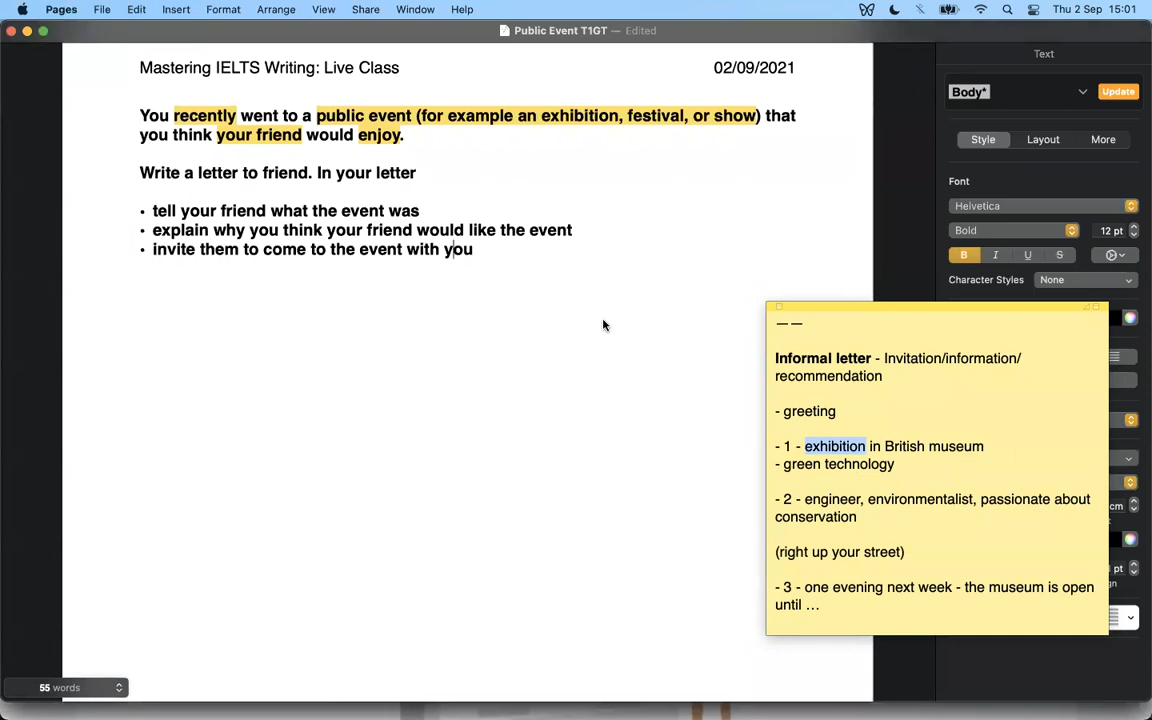 Pages File Edit Insert Format Arrange View Share Window Help Thu 2 Sep 15:01
Public Event T1GT — Edited
Mastering IELTS Writing: Live Class 02/09/2021
You recently went to a public event (for example an exhibition, festival, or show) that
you think your friend would enjoy.
Write a letter to friend. In your letter
• tell your friend what the event was
• explain why you think your friend would like the event
• invite them to come to the event with you
55 words
Text
Body* Update
Style Layout More
Font
Helvetica
Bold 12 pt
B I U S
Character Styles None
— —
Informal letter - Invitation/information/
recommendation
- greeting
- 1 - exhibition in British museum
- green technology
- 2 - engineer, environmentalist, passionate about
conservation
(right up your street)
- 3 - one evening next week - the museum is open
until ...
cm
pt